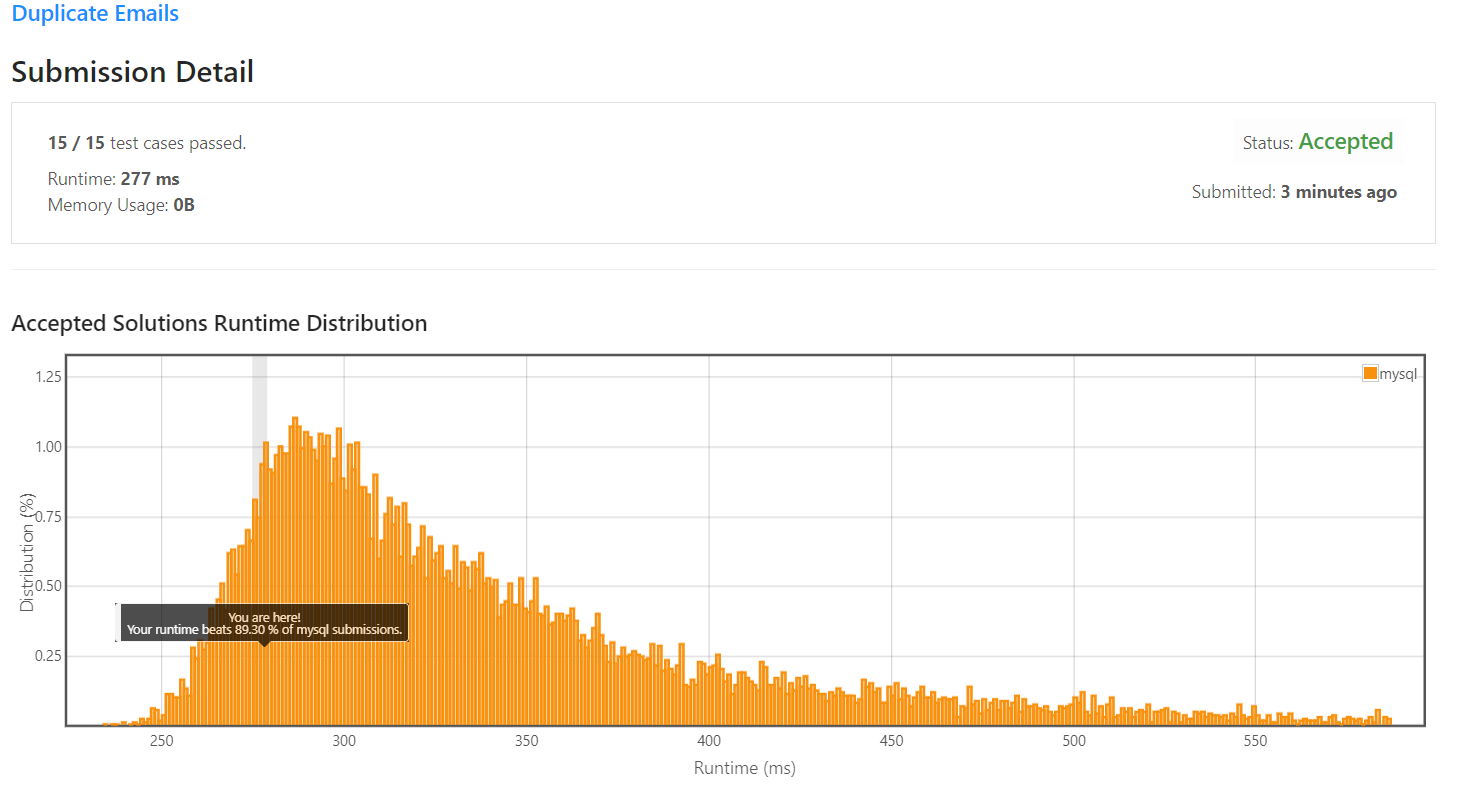 Duplicate Emails
Submission Detail
15 / 15 test cases passed.
Status: Accepted
Runtime: 277 ms
Submitted: 3 minutes ago
Memory Usage: 0B
Accepted Solutions Runtime Distribution
mysql
1.25
1.00
0.75
0.50
0.25
Distribution (%)
You are here!
Your runtime beats 89.30 % of mysql submissions.
250 300 350 400 450 500 550
Runtime (ms)